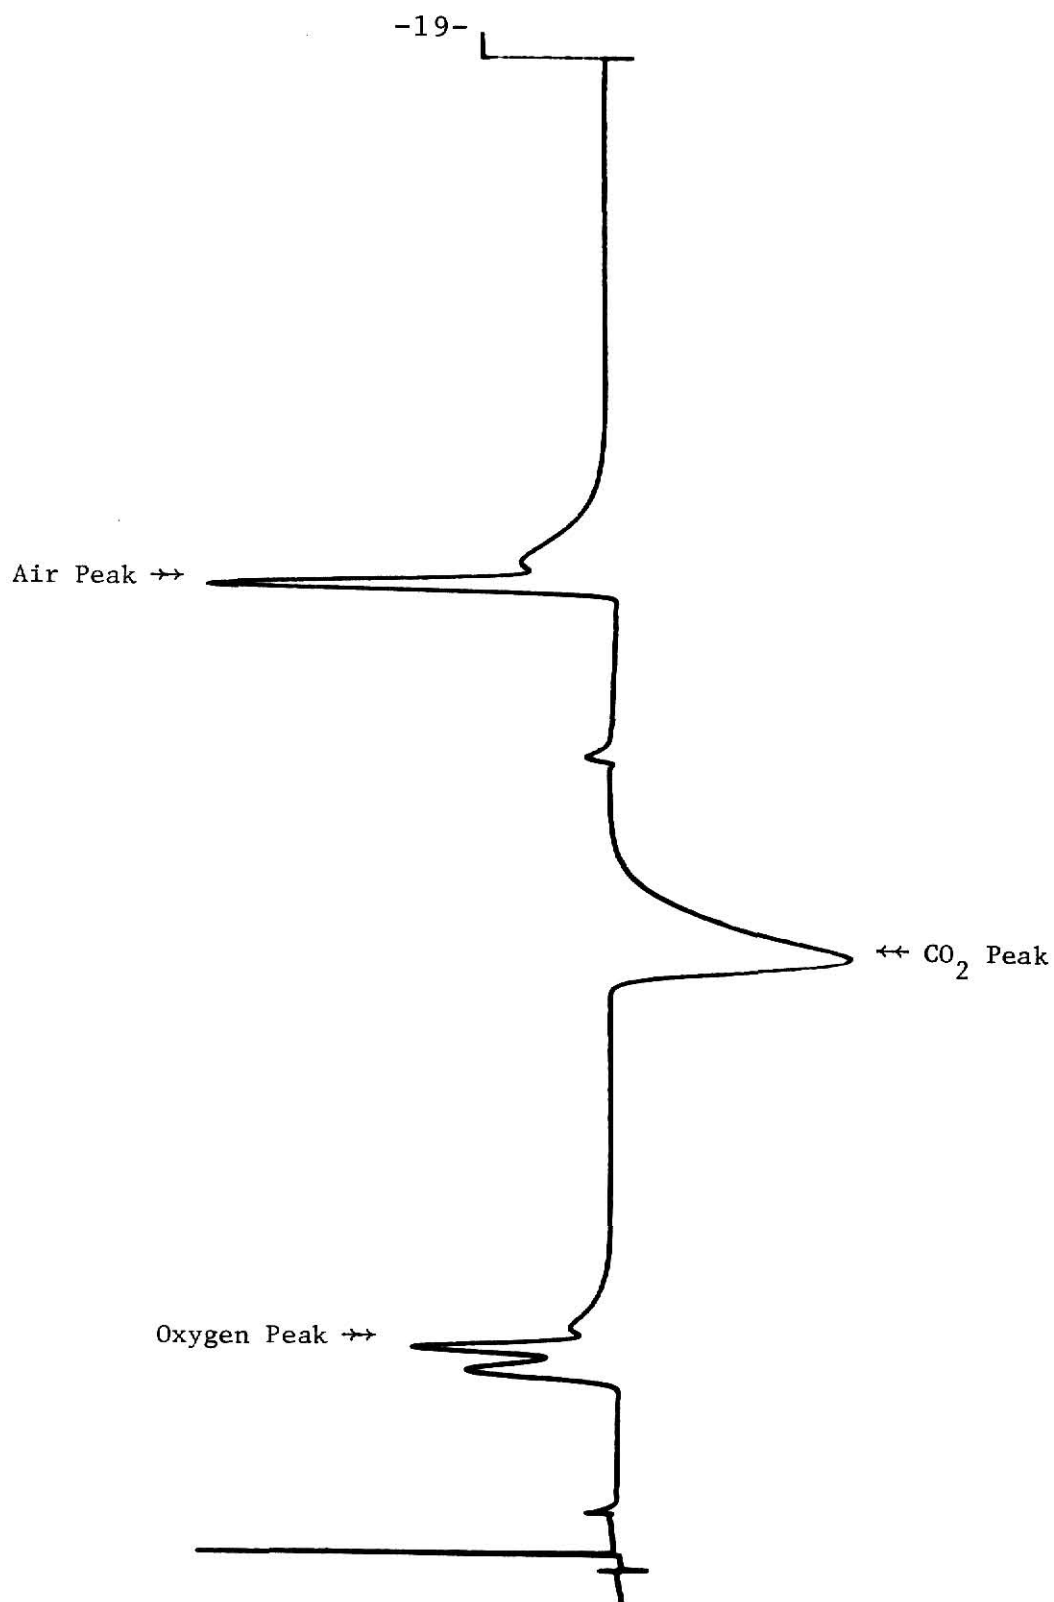 -19-
Air Peak →→
←← CO₂ Peak
Oxygen Peak →→